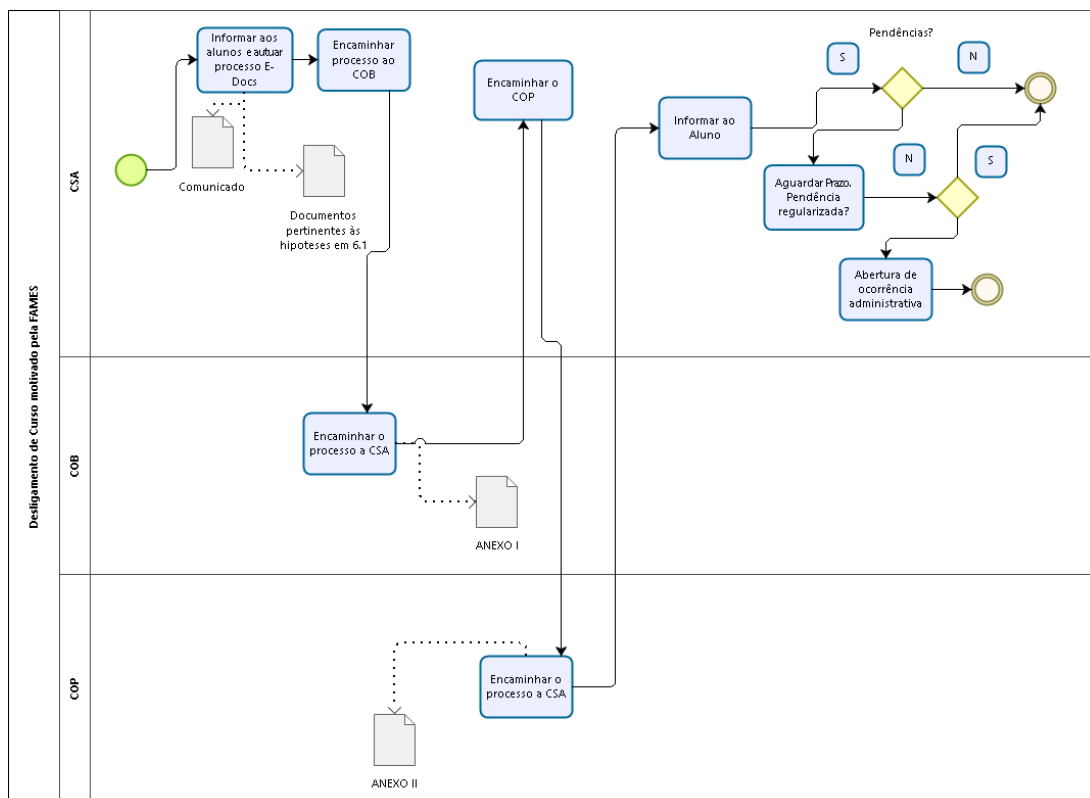 Desligamento de Curso motivado pela FAMES
CSA
Informar aos
alunos e autuar
processo E-
Docs
Encaminhar
processo ao
COB
Comunicado
Documentos
pertinentes às
hipoteses em 6.1
Encaminhar o
COP
Informar ao
Aluno
Pendências?
S
N
Aguardar Prazo.
Pendência
regularizada?
N
S
Abertura de
ocorrência
administrativa
COB
Encaminhar o
processo a CSA
ANEXO I
COP
Encaminhar o
processo a CSA
ANEXO II